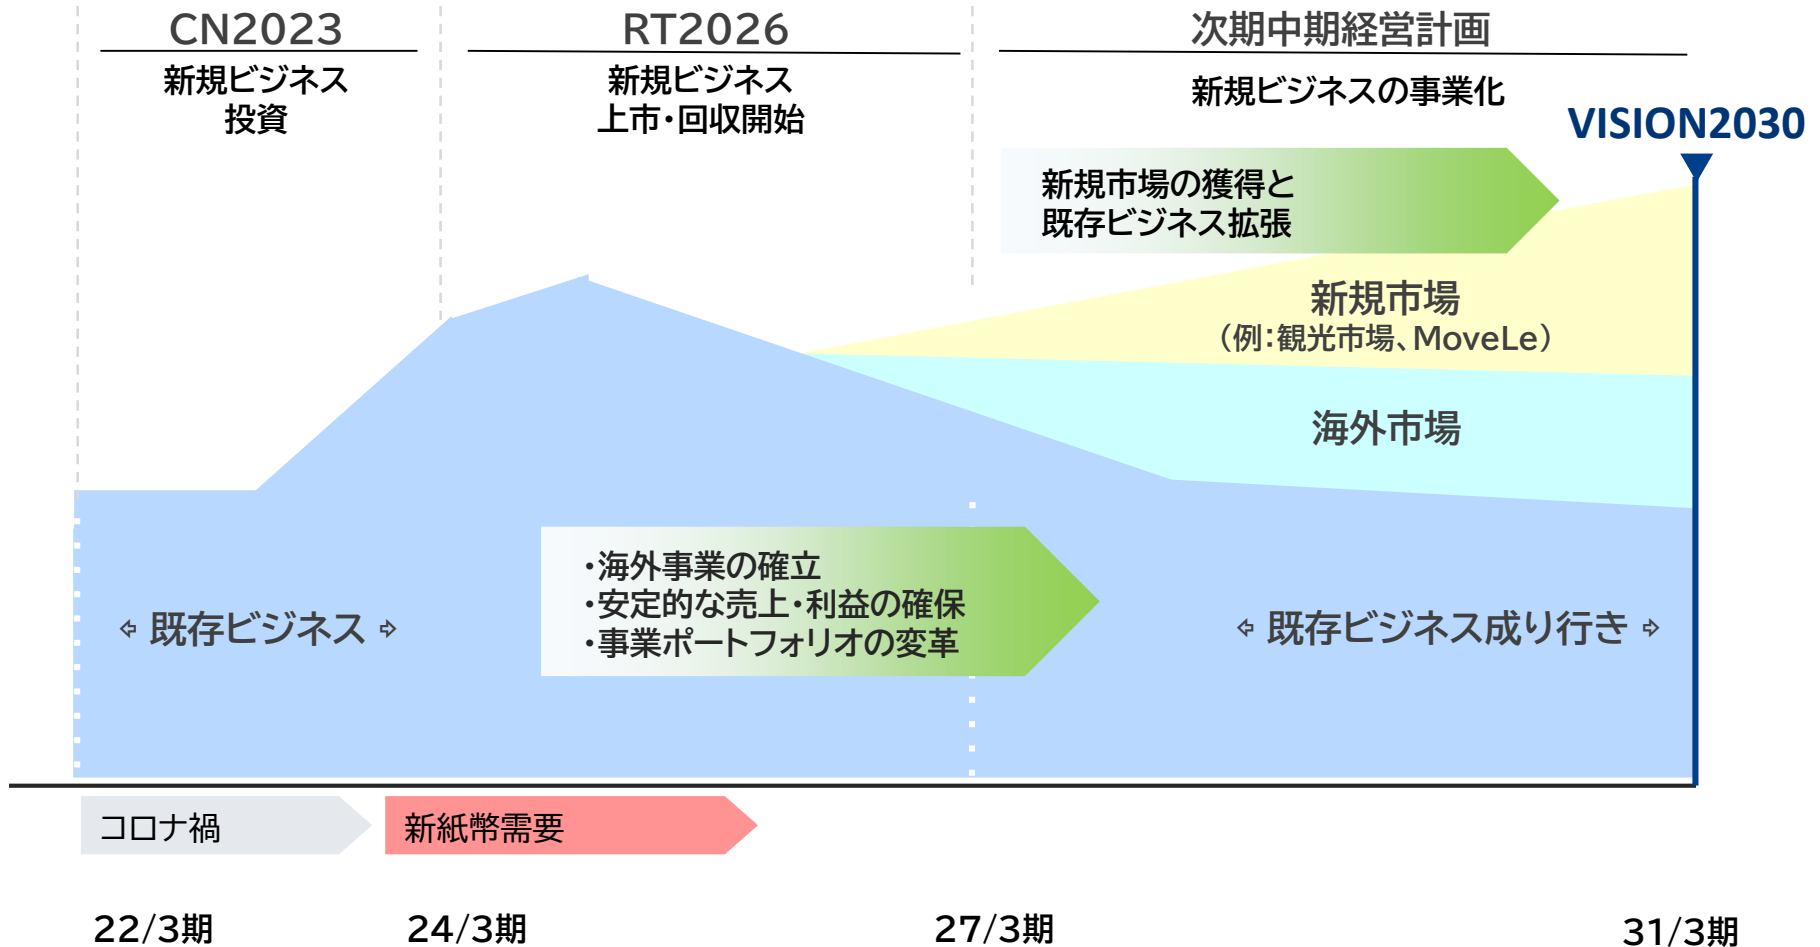 CN2023
新規ビジネス
投資
RT2026
新規ビジネス
上市・回収開始
次期中期経営計画
新規ビジネスの事業化
VISION2030
新規市場の獲得と
既存ビジネス拡張
新規市場
（例：観光市場、MoveLe）
海外市場
・海外事業の確立
・安定的な売上・利益の確保
・事業ポートフォリオの変革
既存ビジネス
既存ビジネス成り行き
コロナ禍
新紙幣需要
22/3期
24/3期
27/3期
31/3期